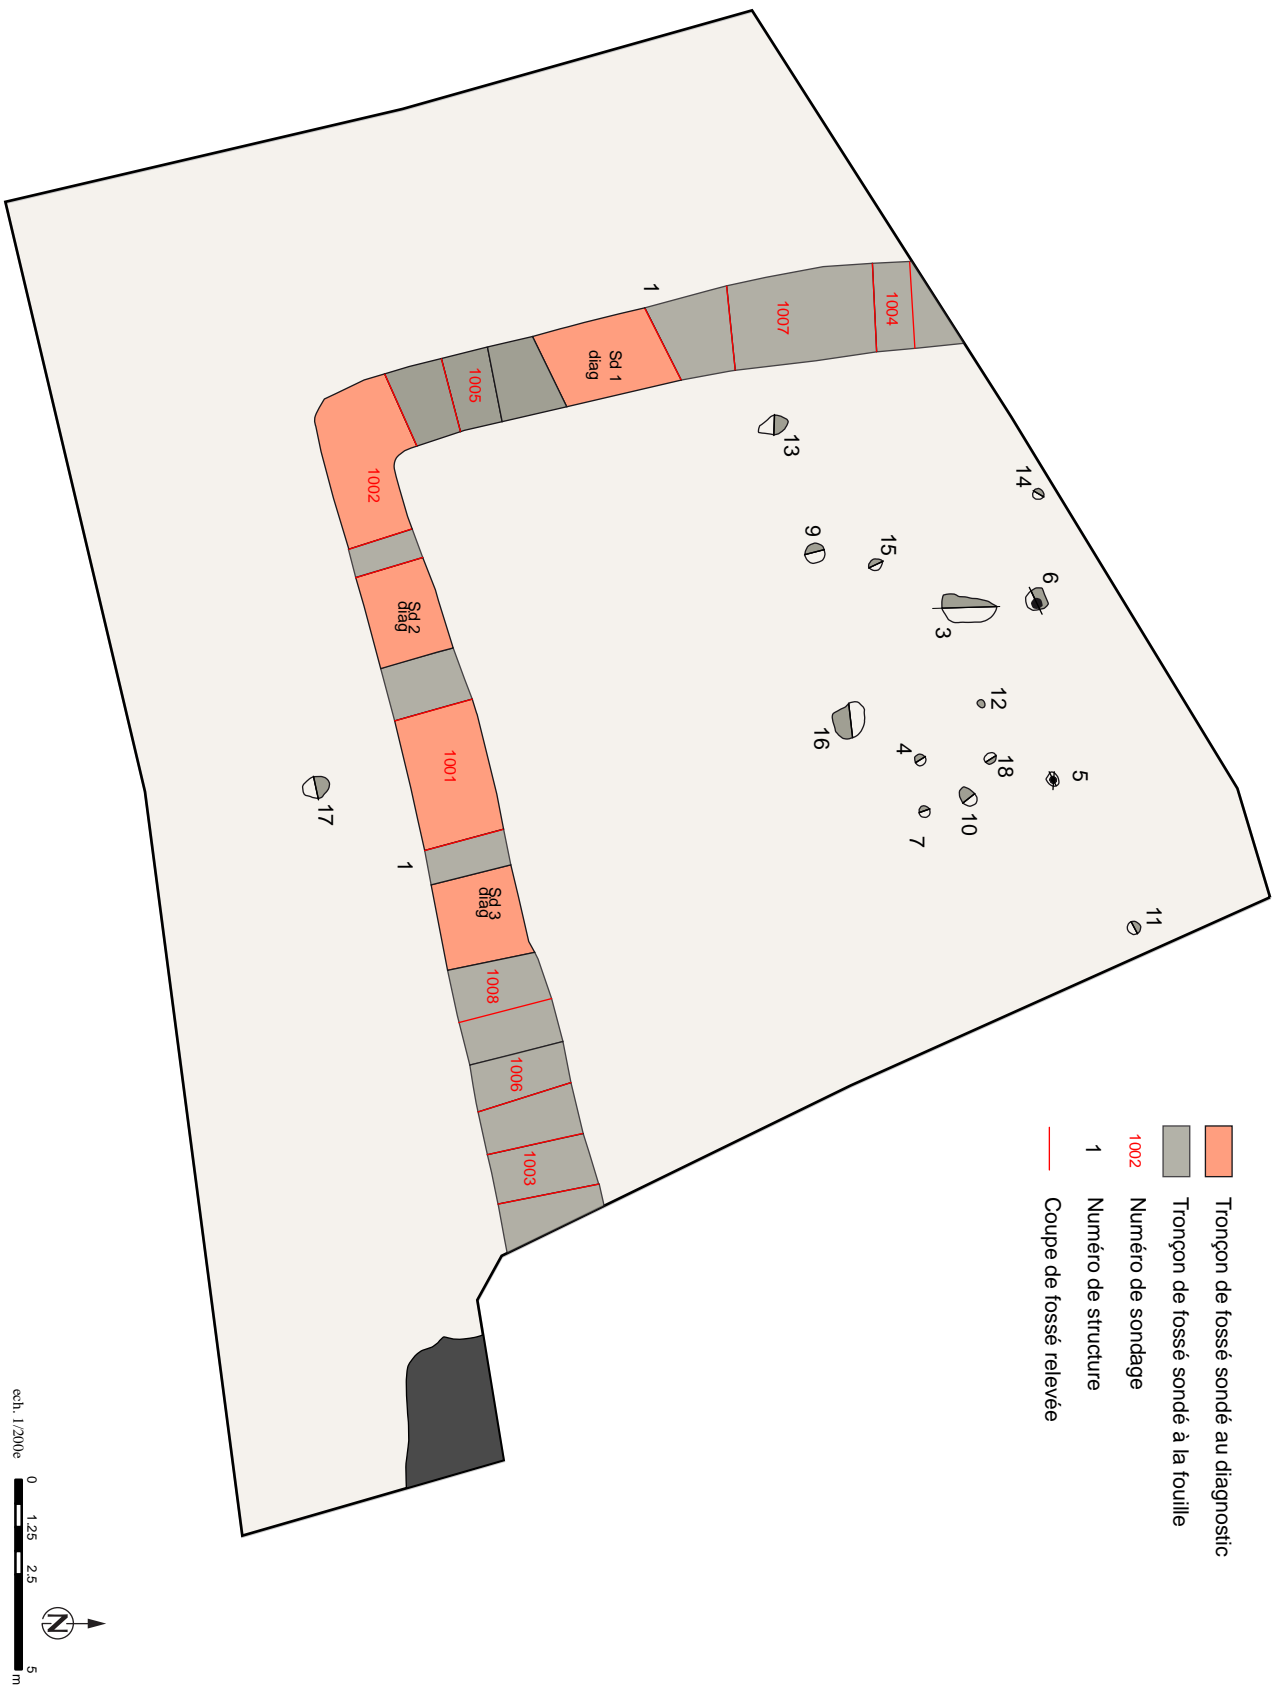 Tronçon de fossé sondé au diagnostic
Tronçon de fossé sondé à la fouille
1002 Numéro de sondage
1 Numéro de structure
Coupe de fossé relevée
11
5
6
14
18
12
10
7
4
3
15
9
13
16
17
1004
1007
1
Sd 1
diag
1005
1002
Sd 2
diag
1001
1
Sd 3
diag
1008
1006
1003
ech. 1/200e
0 1.25 2.5 5 m
N